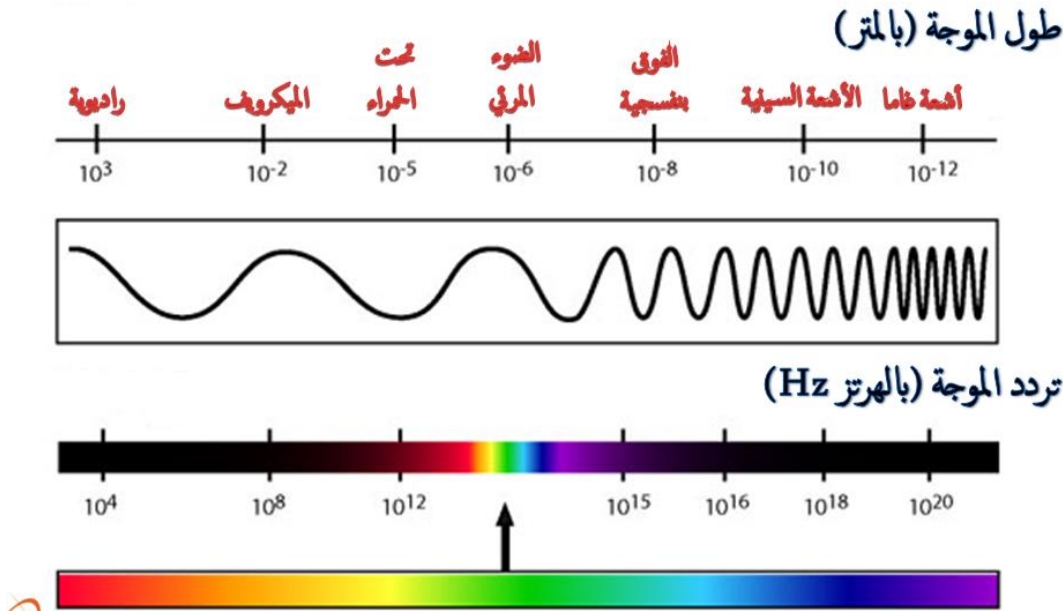 طول الموجة (بالمتر)
أشعة غاما الأشعة السينية الفوق بنفسجية الضوء المرئي تحت الحمراء الميكرويف راديوية
10³ 10⁻² 10⁻⁵ 10⁻⁶ 10⁻⁸ 10⁻¹⁰ 10⁻¹²
تردد الموجة (بالهرتز Hz)
10⁴ 10⁸ 10¹² 10¹⁵ 10¹⁶ 10¹⁸ 10²⁰